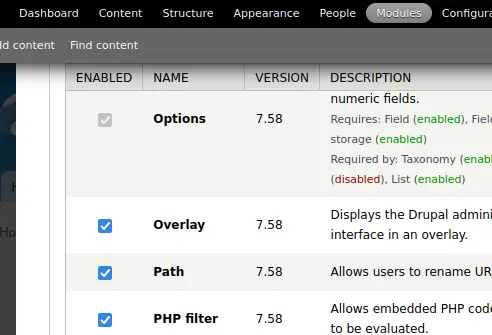 Dashboard Content Structure Appearance People Modules Configura
dd content Find content
ENABLED NAME VERSION DESCRIPTION
numeric fields.
Options 7.58 Requires: Field (enabled), Fiel
storage (enabled)
Required by: Taxonomy (enab
(disabled), List (enabled)
Displays the Drupal admini
Overlay 7.58
interface in an overlay.
Path 7.58 Allows users to rename UR
Allows embedded PHP code
PHP filter 7.58
to be evaluated.
H
Ho